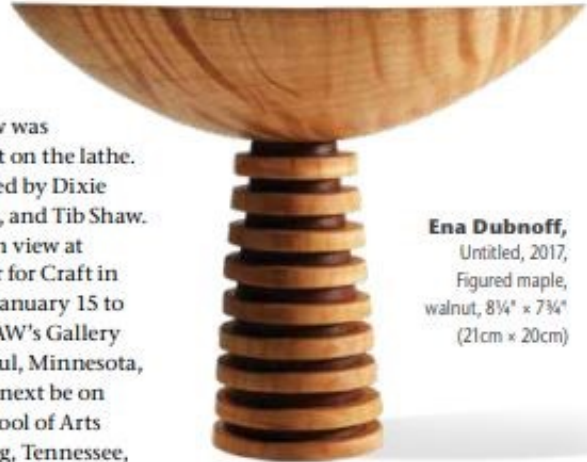 w was
t on the lathe.
ed by Dixie
, and Tib Shaw.
n view at
r for Craft in
anuary 15 to
AW's Gallery
ul, Minnesota,
next be on
ool of Arts
g, Tennessee,
Ena Dubnoff,
Untitled, 2017,
Figured maple,
walnut, 8¼" × 7¾"
(21cm × 20cm)